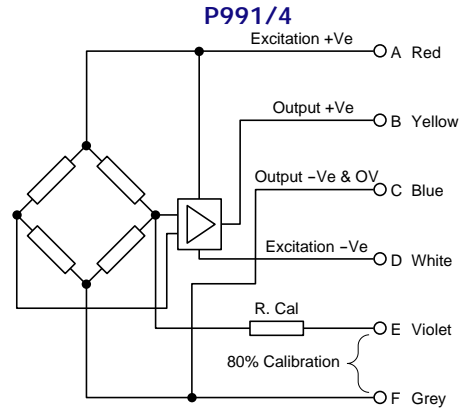 P991/4
Excitation +Ve
A Red
Output +Ve
B Yellow
Output −Ve & OV
C Blue
Excitation −Ve
D White
R. Cal
E Violet
80% Calibration
F Grey